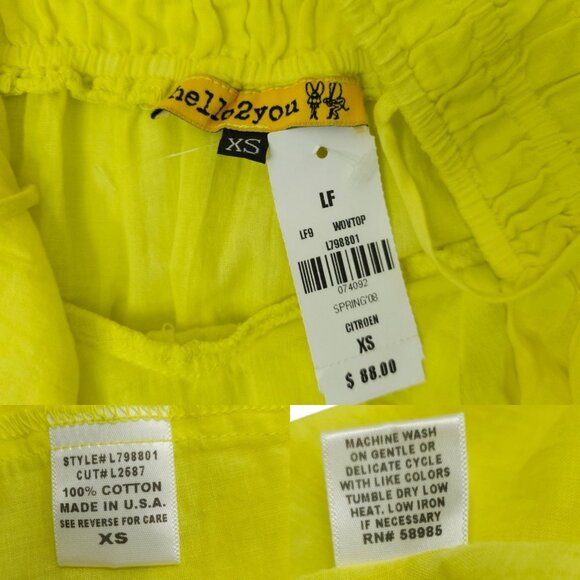 hello2you
XS
LF
LF9 WOVTOP
L798801
074092
SPRING'08
CITROEN
XS
$ 88.00
STYLE# L798801
CUT# L2587
100% COTTON
MADE IN U.S.A.
SEE REVERSE FOR CARE
XS
MACHINE WASH
ON GENTLE OR
DELICATE CYCLE
WITH LIKE COLORS
TUMBLE DRY LOW
HEAT. LOW IRON
IF NECESSARY
RN# 58985